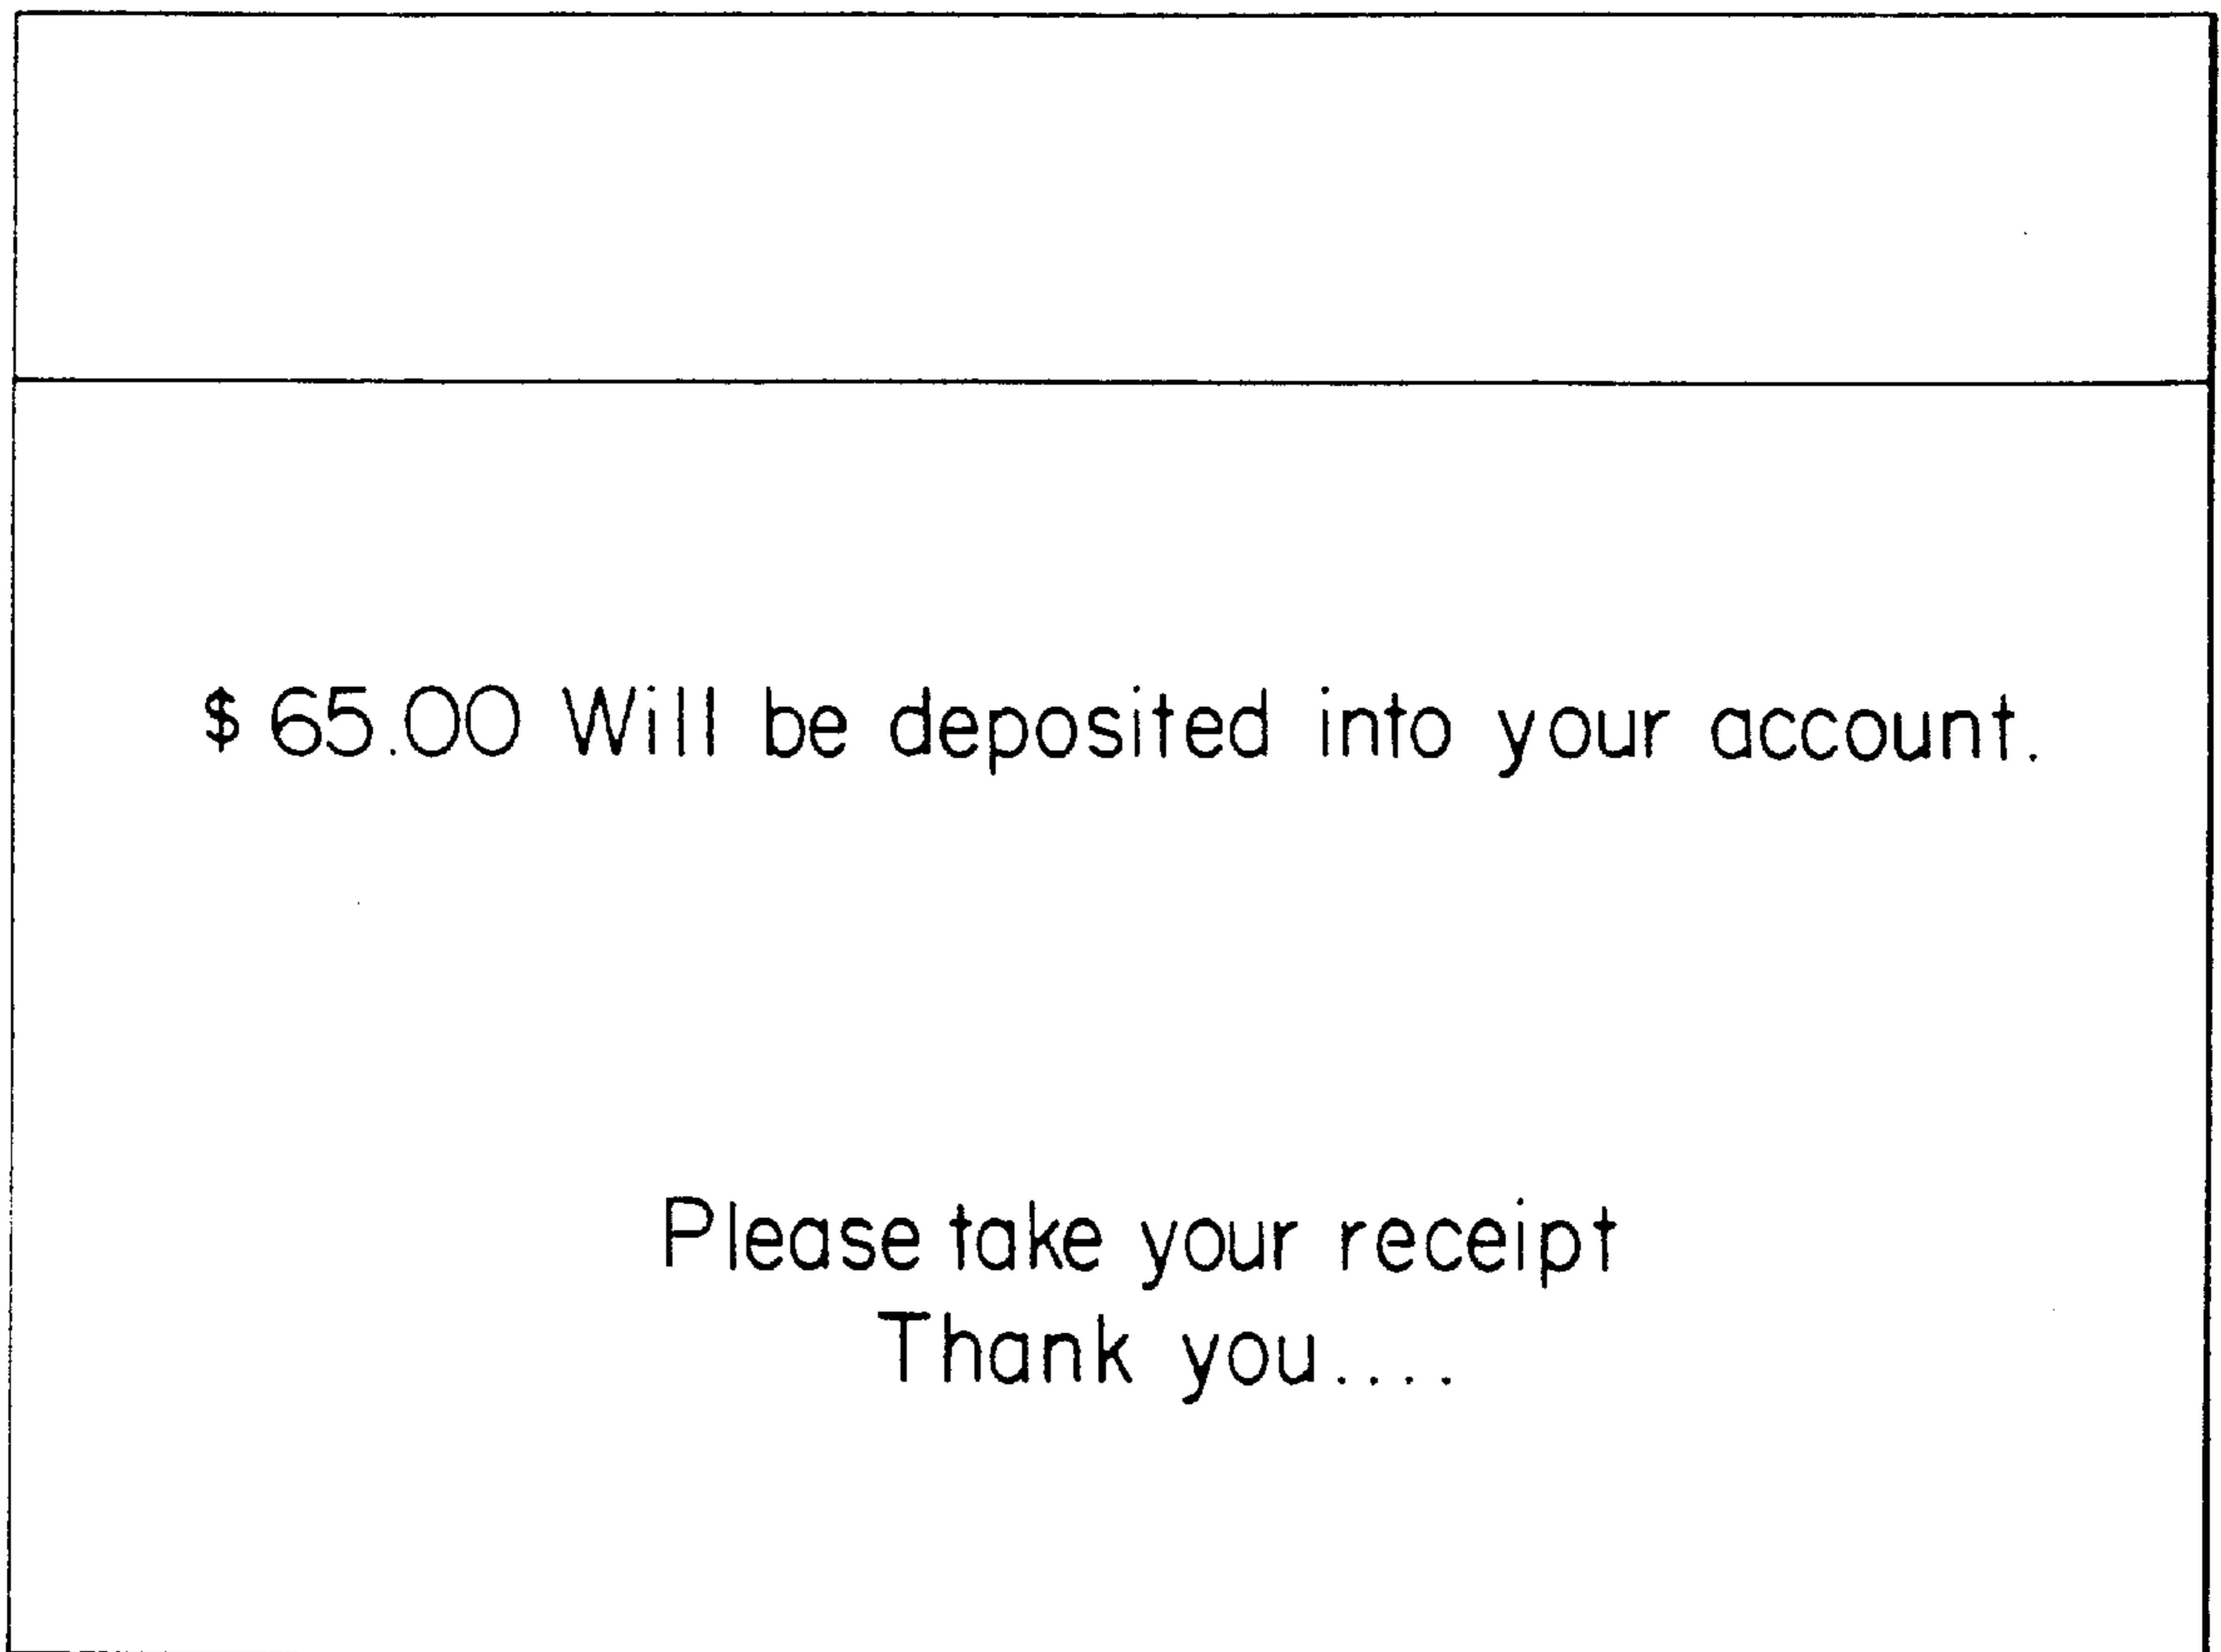 $ 65.00 Will be deposited into your account.
Please take your receipt
Thank you....